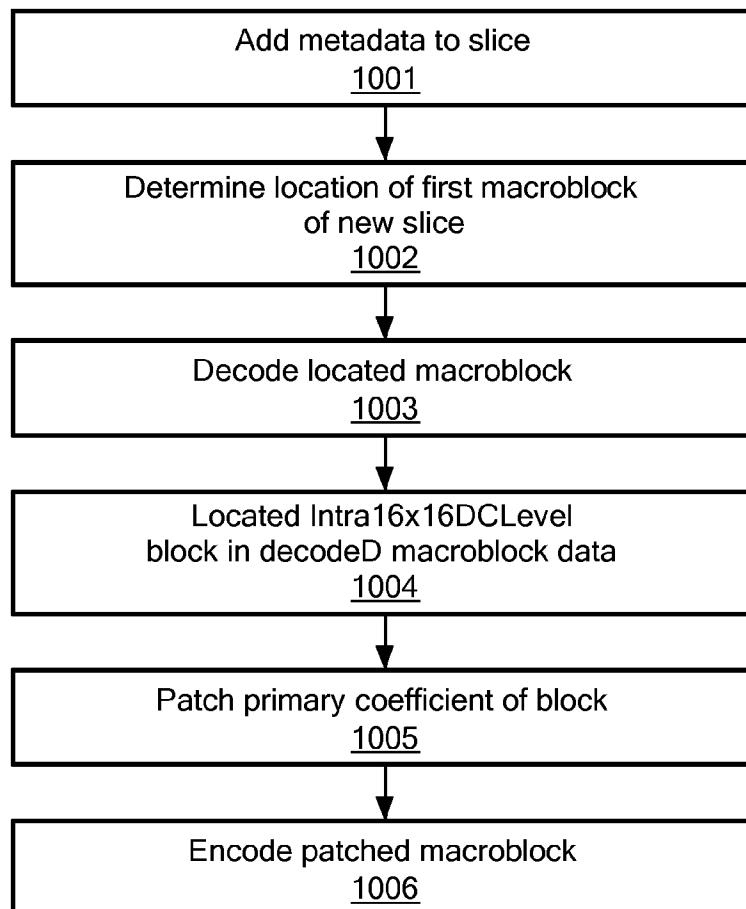 Add metadata to slice
1001
Determine location of first macroblock
of new slice
1002
Decode located macroblock
1003
Located Intra16x16DCLevel
block in decodeD macroblock data
1004
Patch primary coefficient of block
1005
Encode patched macroblock
1006